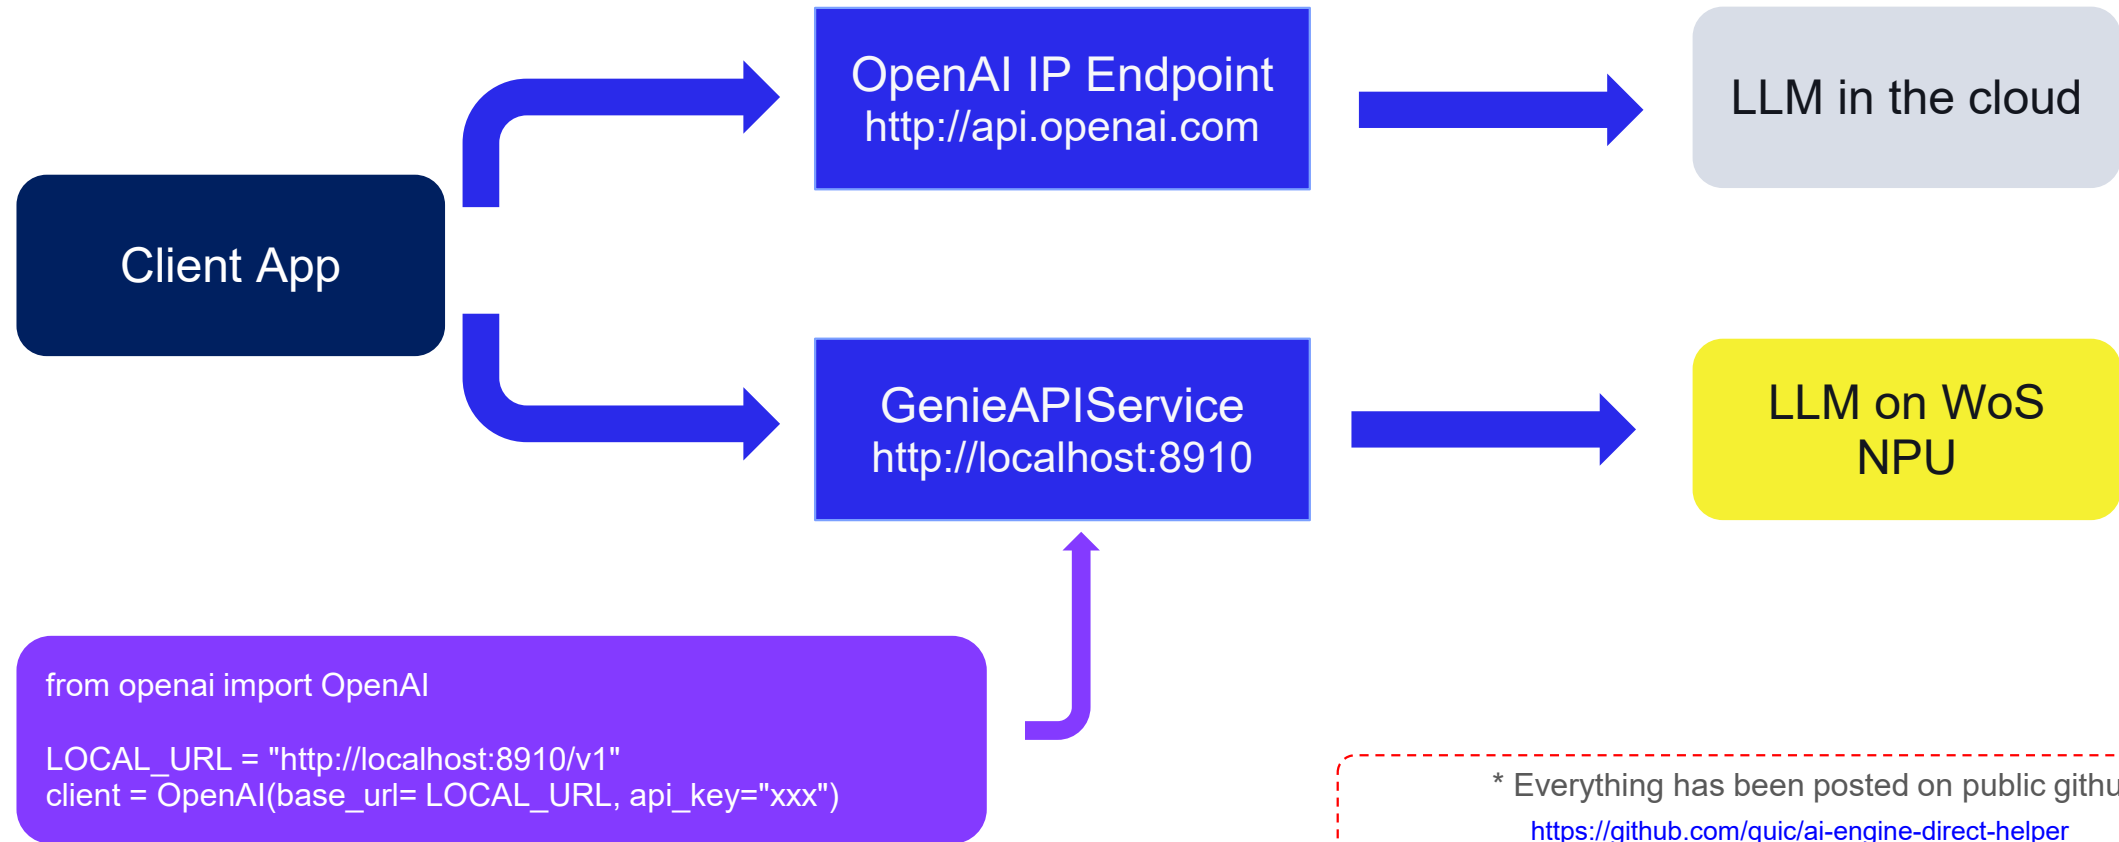 OpenAI IP Endpoint
http://api.openai.com
LLM in the cloud
Client App
GenieAPIService
http://localhost:8910
LLM on WoS
NPU
from openai import OpenAI
LOCAL_URL = "http://localhost:8910/v1"
client = OpenAI(base_url= LOCAL_URL, api_key="xxx")
* Everything has been posted on public githu
https://github.com/quic/ai-engine-direct-helper